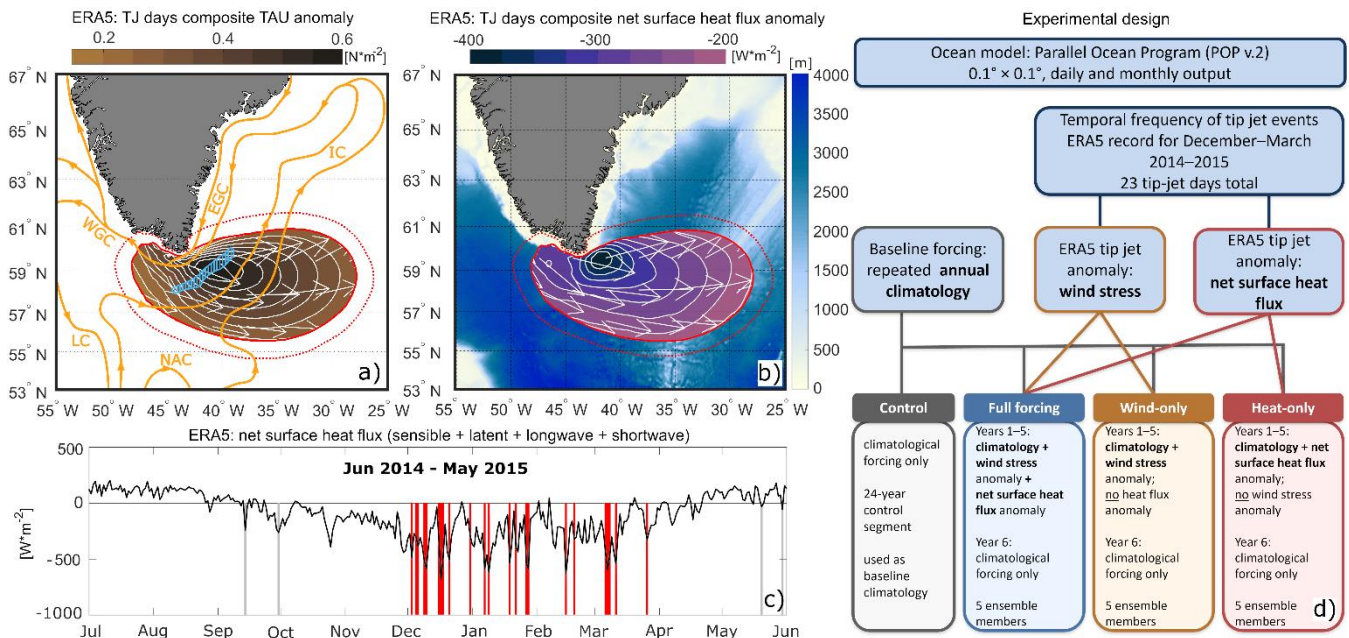 ERA5: TJ days composite TAU anomaly
0.2 0.4 0.6
[N*m-2]
67° N
65° N
63° N
61° N
59° N
57° N
55° N
53° N
55° W 50° W 45° W 40° W 35° W 30° W 25° W
IC
EGC
WGC
LC
NAC
a)
ERA5: TJ days composite net surface heat flux anomaly
-400 -300 -200
[W*m-2]
[m]
67° N
65° N
63° N
61° N
59° N
57° N
55° N
53° N
55° W 50° W 45° W 40° W 35° W 30° W 25° W
b)
4000
3500
3000
2500
2000
1500
1000
500
0
ERA5: net surface heat flux (sensible + latent + longwave + shortwave)
Jun 2014 - May 2015
500
0
-500
-1000
[W*m-2]
Jul Aug Sep Oct Nov Dec Jan Feb Mar Apr May Jun
c)
Experimental design
Ocean model: Parallel Ocean Program (POP v.2)
0.1° × 0.1°, daily and monthly output
Temporal frequency of tip jet events
ERA5 record for December–March
2014–2015
23 tip-jet days total
Baseline forcing:
repeated annual
climatology
ERA5 tip jet
anomaly:
wind stress
ERA5 tip jet
anomaly:
net surface heat
flux
Control
climatological
forcing only
24-year
control
segment
used as
baseline
climatology
Full forcing
Years 1–5:
climatology +
wind stress
anomaly +
net surface heat
flux anomaly
Year 6:
climatological
forcing only
5 ensemble
members
Wind-only
Years 1–5:
climatology +
wind stress
anomaly;
no heat flux
anomaly
Year 6:
climatological
forcing only
5 ensemble
members
Heat-only
Years 1–5:
climatology + net
surface heat flux
anomaly;
no wind stress
anomaly
Year 6:
climatological
forcing only
5 ensemble
members
d)